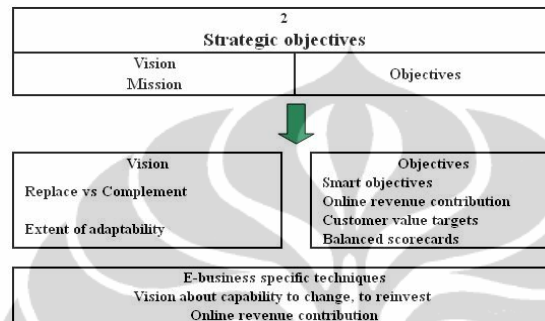 2
Strategic objectives
Vision
Mission
Objectives
Vision
Replace vs Complement
Extent of adaptability
Objectives
Smart objectives
Online revenue contribution
Customer value targets
Balanced scorecards
E-business specific techniques
Vision about capability to change, to reinvest
Online revenue contribution